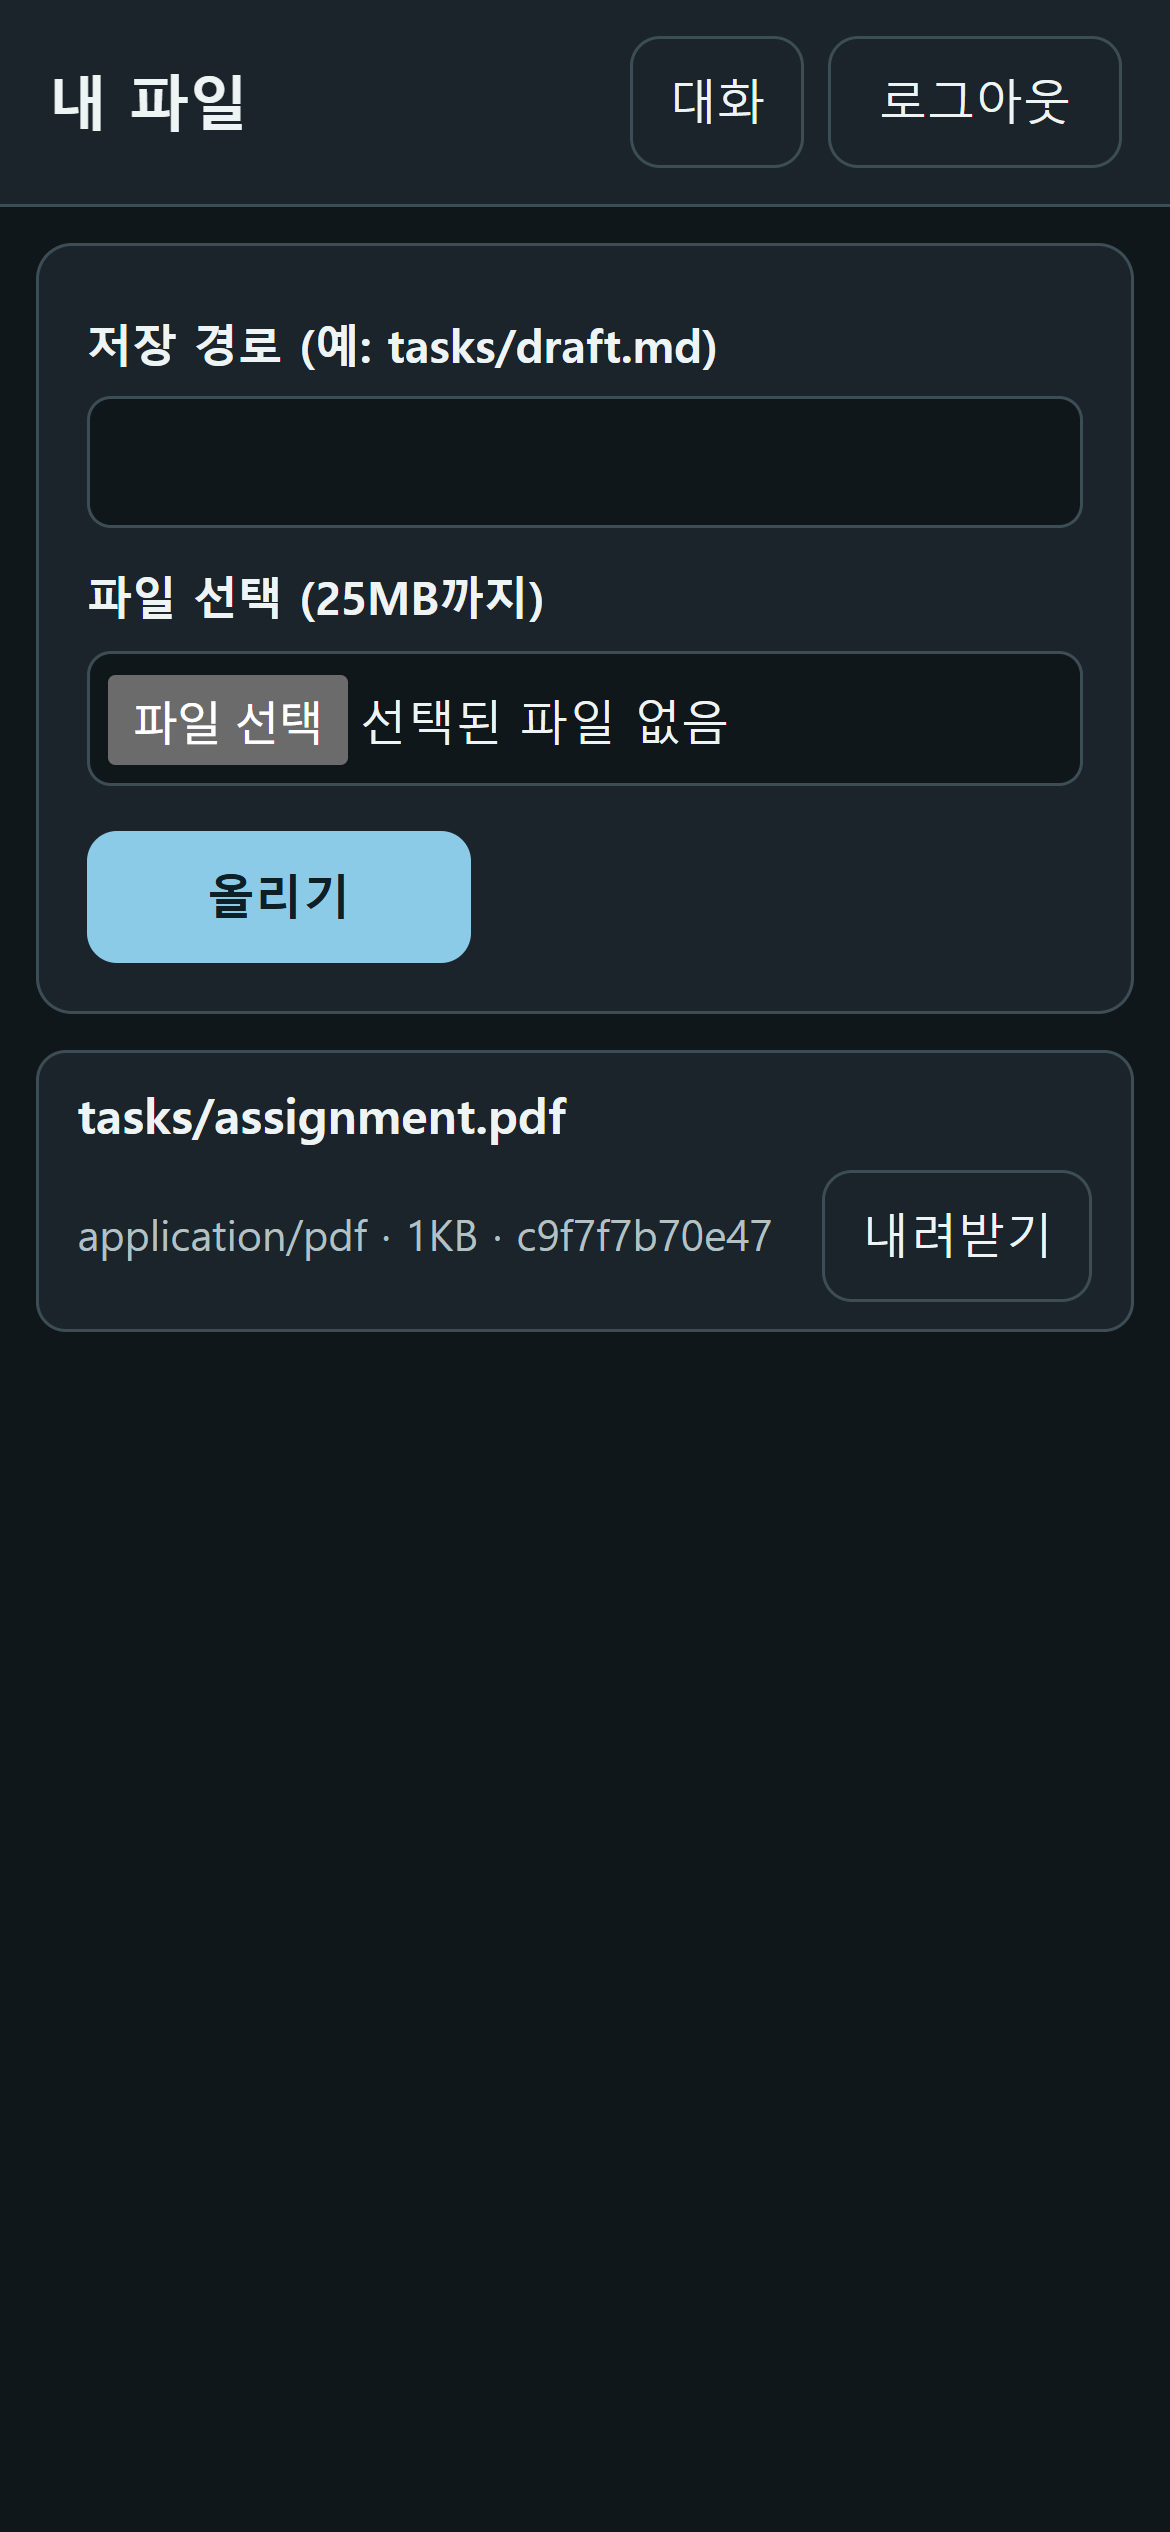 내 파일
대화
로그아웃
저장 경로 (예: tasks/draft.md)
파일 선택 (25MB까지)
파일 선택 선택된 파일 없음
올리기
tasks/assignment.pdf
application/pdf · 1KB · c9f7f7b70e47
내려받기